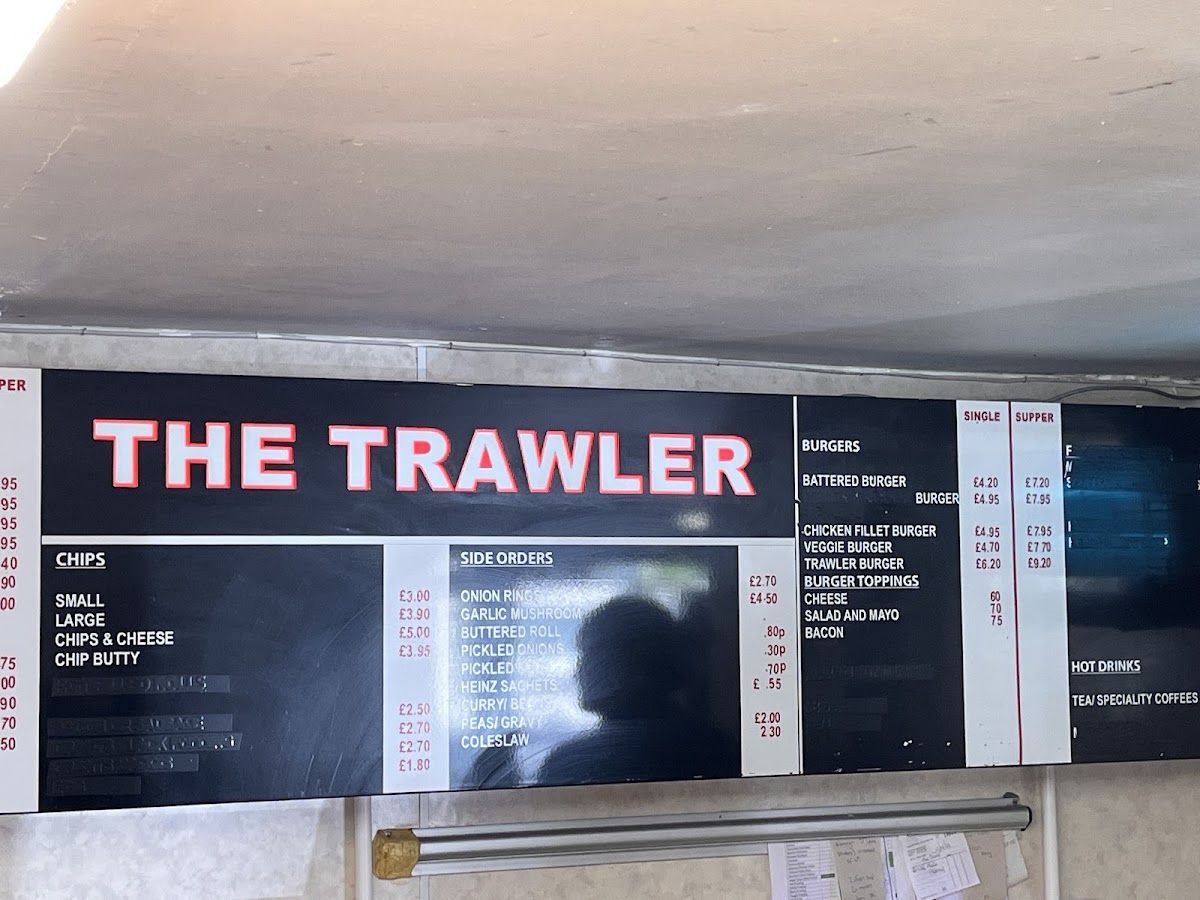 PER
95
95
95
95
40
90
00
75
00
90
70
50
THE TRAWLER
CHIPS
SMALL £3.00
LARGE £3.90
CHIPS & CHEESE £5.00
CHIP BUTTY £3.95
£2.50
£2.70
£2.70
£1.80
SIDE ORDERS
ONION RINGS £2.70
GARLIC MUSHROOM £4.50
BUTTERED ROLL .80p
PICKLED ONIONS .30p
PICKLED .70p
HEINZ SACHETS £ .55
CURRY/
PEAS/ GRAVY £2.00
COLESLAW 2 30
SINGLE SUPPER
BURGERS
BATTERED BURGER £4.20 £7.20
BURGER £4.95 £7.95
CHICKEN FILLET BURGER £4.95 £7.95
VEGGIE BURGER £4.70 £7.70
TRAWLER BURGER £6.20 £9.20
BURGER TOPPINGS
CHEESE 60
SALAD AND MAYO 70
BACON 75
F
HOT DRINKS
TEA/ SPECIALITY COFFEES